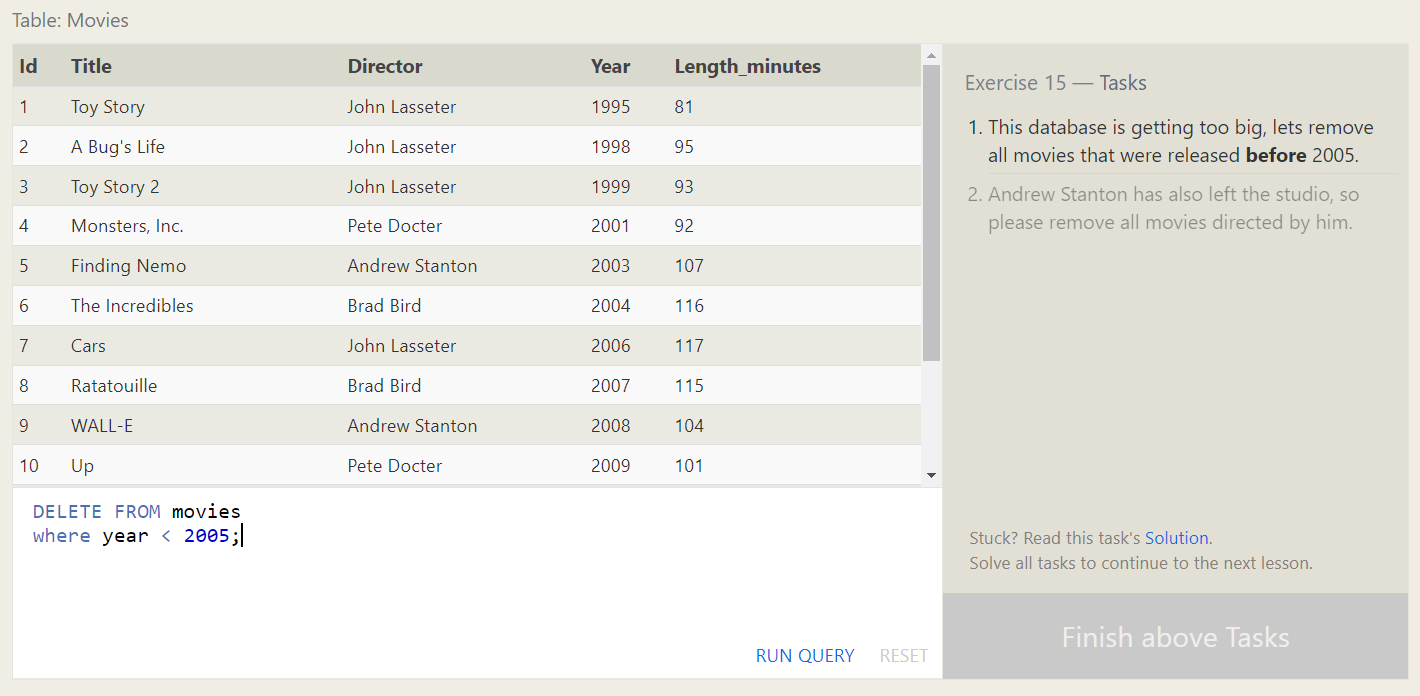 Table: Movies
Id Title Director Year Length_minutes
1 Toy Story John Lasseter 1995 81
2 A Bug's Life John Lasseter 1998 95
3 Toy Story 2 John Lasseter 1999 93
4 Monsters, Inc. Pete Docter 2001 92
5 Finding Nemo Andrew Stanton 2003 107
6 The Incredibles Brad Bird 2004 116
7 Cars John Lasseter 2006 117
8 Ratatouille Brad Bird 2007 115
9 WALL-E Andrew Stanton 2008 104
10 Up Pete Docter 2009 101
DELETE FROM movies
where year < 2005;
RUN QUERY RESET
Exercise 15 — Tasks
1. This database is getting too big, lets remove
all movies that were released before 2005.
2. Andrew Stanton has also left the studio, so
please remove all movies directed by him.
Stuck? Read this task's Solution.
Solve all tasks to continue to the next lesson.
Finish above Tasks